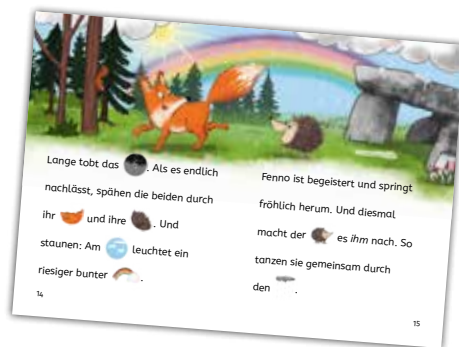 Lange tobt das . Als es endlich
nachlässt, spähen die beiden durch
ihr und ihre . Und
staunen: Am leuchtet ein
riesiger bunter .
14
Fenno ist begeistert und springt
fröhlich herum. Und diesmal
macht der es ihm nach. So
tanzen sie gemeinsam durch
den .
15